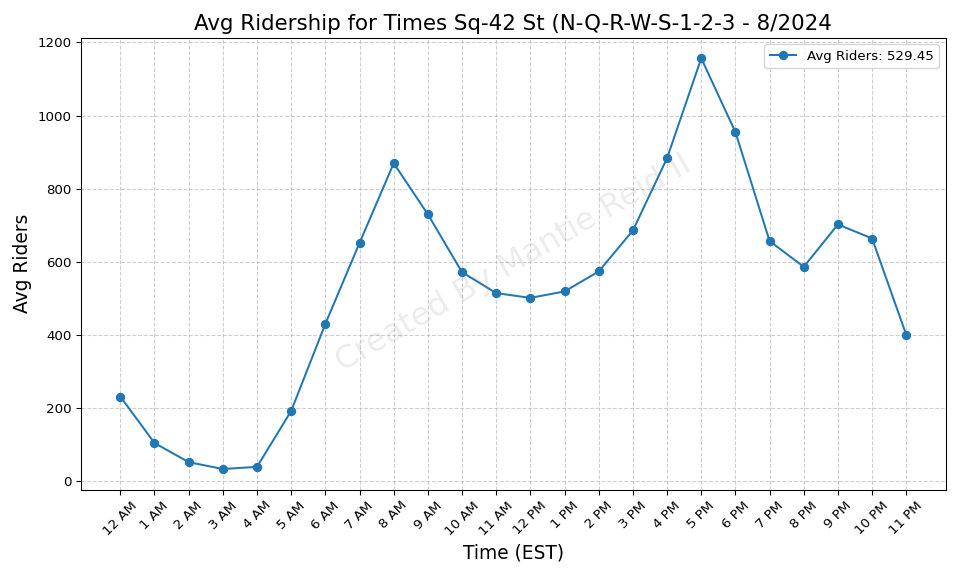 Avg Ridership for Times Sq-42 St (N-Q-R-W-S-1-2-3 - 8/2024
Avg Riders: 529.45
1200
1000
800
600
400
200
0
Avg Riders
Created By Mantie Reid II
12 AM
1 AM
2 AM
3 AM
4 AM
5 AM
6 AM
7 AM
8 AM
9 AM
10 AM
11 AM
12 PM
1 PM
2 PM
3 PM
4 PM
5 PM
6 PM
7 PM
8 PM
9 PM
10 PM
11 PM
Time (EST)